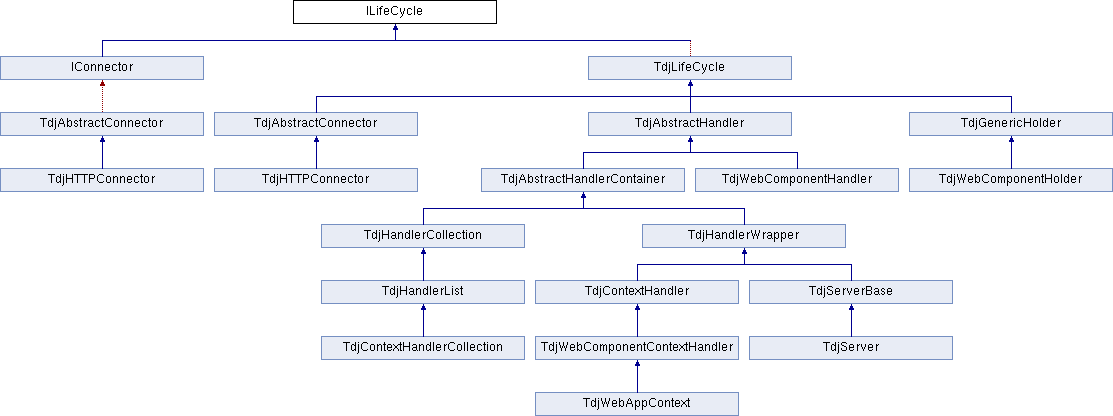 ILifeCycle
IConnector
TdjLifeCycle
TdjAbstractConnector
TdjAbstractConnector
TdjAbstractHandler
TdjGenericHolder
TdjHTTPConnector
TdjHTTPConnector
TdjAbstractHandlerContainer
TdjWebComponentHandler
TdjWebComponentHolder
TdjHandlerCollection
TdjHandlerWrapper
TdjHandlerList
TdjContextHandler
TdjServerBase
TdjContextHandlerCollection
TdjWebComponentContextHandler
TdjServer
TdjWebAppContext